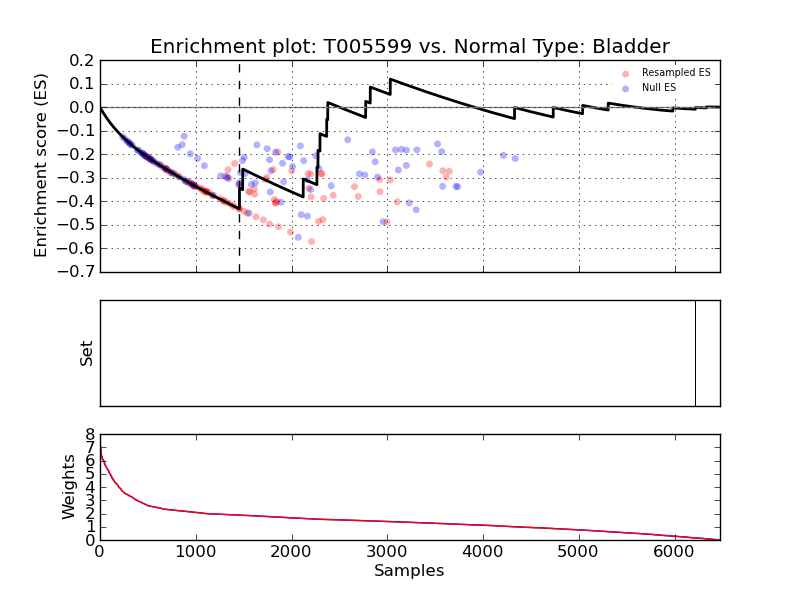 Enrichment plot: T005599 vs. Normal Type: Bladder
Enrichment score (ES)
0.2
0.1
0.0
−0.1
−0.2
−0.3
−0.4
−0.5
−0.6
−0.7
Resampled ES
Null ES
Set
Weights
8
7
6
5
4
3
2
1
0
0 1000 2000 3000 4000 5000 6000
Samples